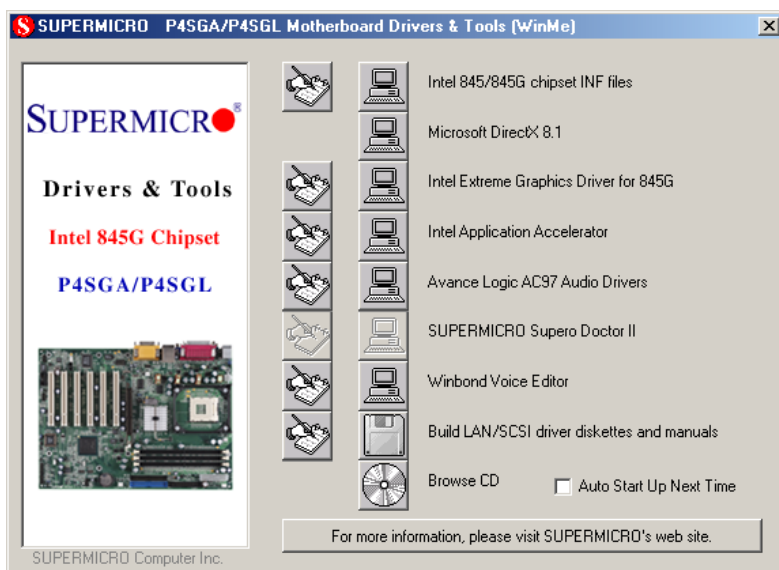 SUPERMICRO P4SGA/P4SGL Motherboard Drivers & Tools (WinMe)
SUPERMICRO®
Drivers & Tools
Intel 845G Chipset
P4SGA/P4SGL
SUPERMICRO Computer Inc.
Intel 845/845G chipset INF files
Microsoft DirectX 8.1
Intel Extreme Graphics Driver for 845G
Intel Application Accelerator
Avance Logic AC97 Audio Drivers
SUPERMICRO Supero Doctor II
Winbond Voice Editor
Build LAN/SCSI driver diskettes and manuals
Browse CD
Auto Start Up Next Time
For more information, please visit SUPERMICRO's web site.